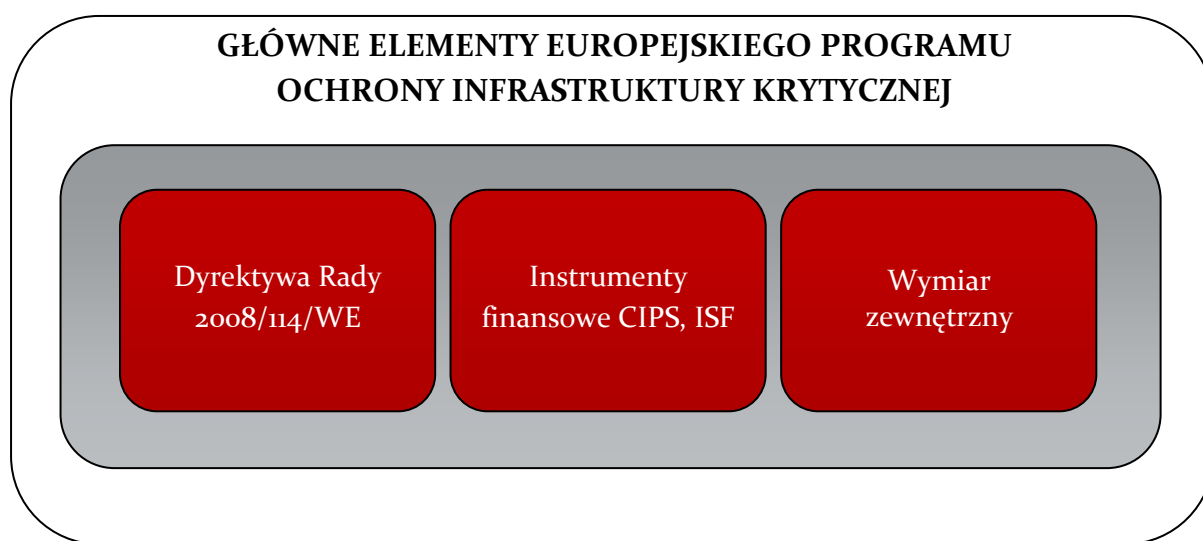 GŁÓWNE ELEMENTY EUROPEJSKIEGO PROGRAMU
OCHRONY INFRASTRUKTURY KRYTYCZNEJ
Dyrektywa Rady
2008/114/WE
Instrumenty
finansowe CIPS, ISF
Wymiar
zewnętrzny